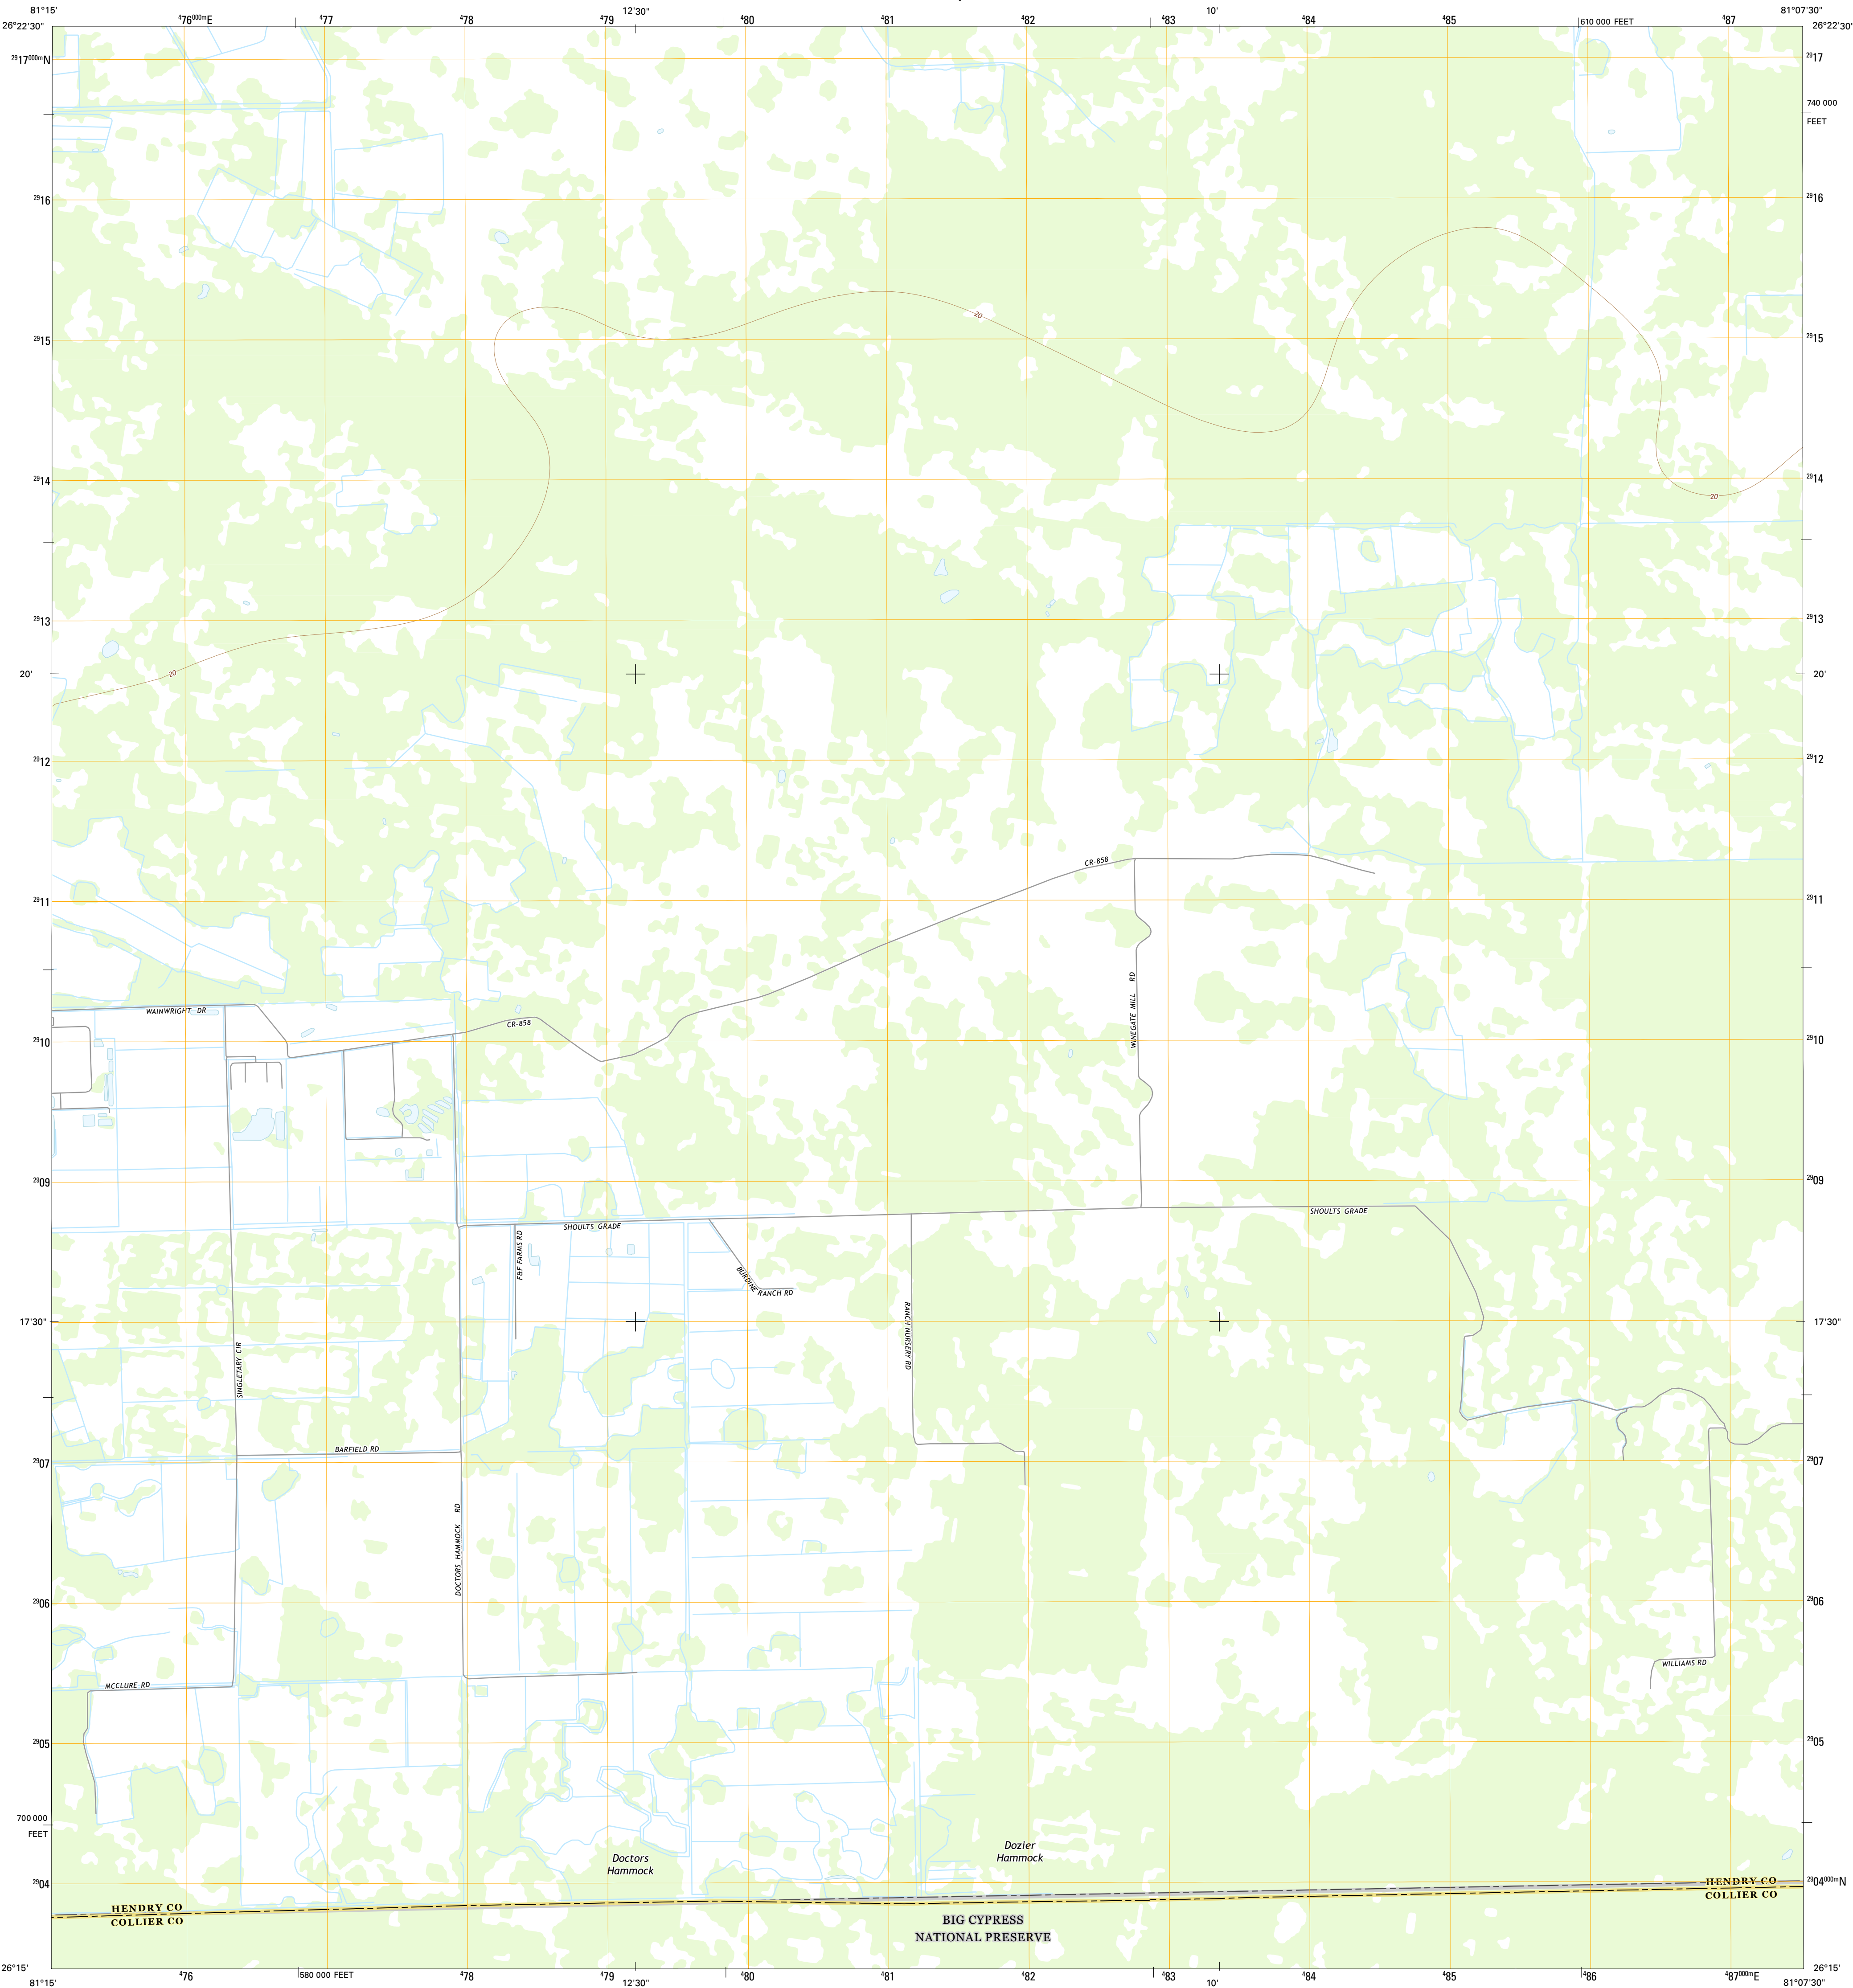 81°15'
⁴76⁰⁰⁰ᵐE
⁴77
⁴78
⁴79
12'30"
⁴80
⁴81
⁴82
⁴83
10'
⁴84
⁴85
610 000 FEET
⁴87
81°07'30"
26°22'30"
26°22'30"
²⁹17⁰⁰⁰ᵐN
²⁹17
740 000
FEET
²⁹16
²⁹16
20
²⁹15
²⁹15
²⁹14
²⁹14
20
²⁹13
²⁹13
20'
20
20'
²⁹12
²⁹12
CR-858
²⁹11
²⁹11
WINEGATE MILL RD
WAINWRIGHT DR
CR-858
²⁹10
²⁹10
²⁹09
²⁹09
SHOULTS GRADE
SHOULTS GRADE
F&F FARMS RD
BURDINE
RANCH RD
RANCH NURSERY RD
17'30"
17'30"
SINGLETARY CIR
BARFIELD RD
²⁹07
²⁹07
DOCTORS HAMMOCK RD
²⁹06
²⁹06
WILLIAMS RD
MCCLURE RD
²⁹05
²⁹05
700 000
FEET
Doctors
Hammock
Dozier
Hammock
²⁹04
²⁹04⁰⁰⁰ᵐN
HENDRY CO
COLLIER CO
HENDRY CO
COLLIER CO
BIG CYPRESS
NATIONAL PRESERVE
26°15'
26°15'
81°15'
⁴76
580 000 FEET
⁴78
⁴79
12'30"
⁴80
⁴81
⁴82
⁴83
10'
⁴84
⁴85
⁴86
⁴87⁰⁰⁰ᵐE
81°07'30"